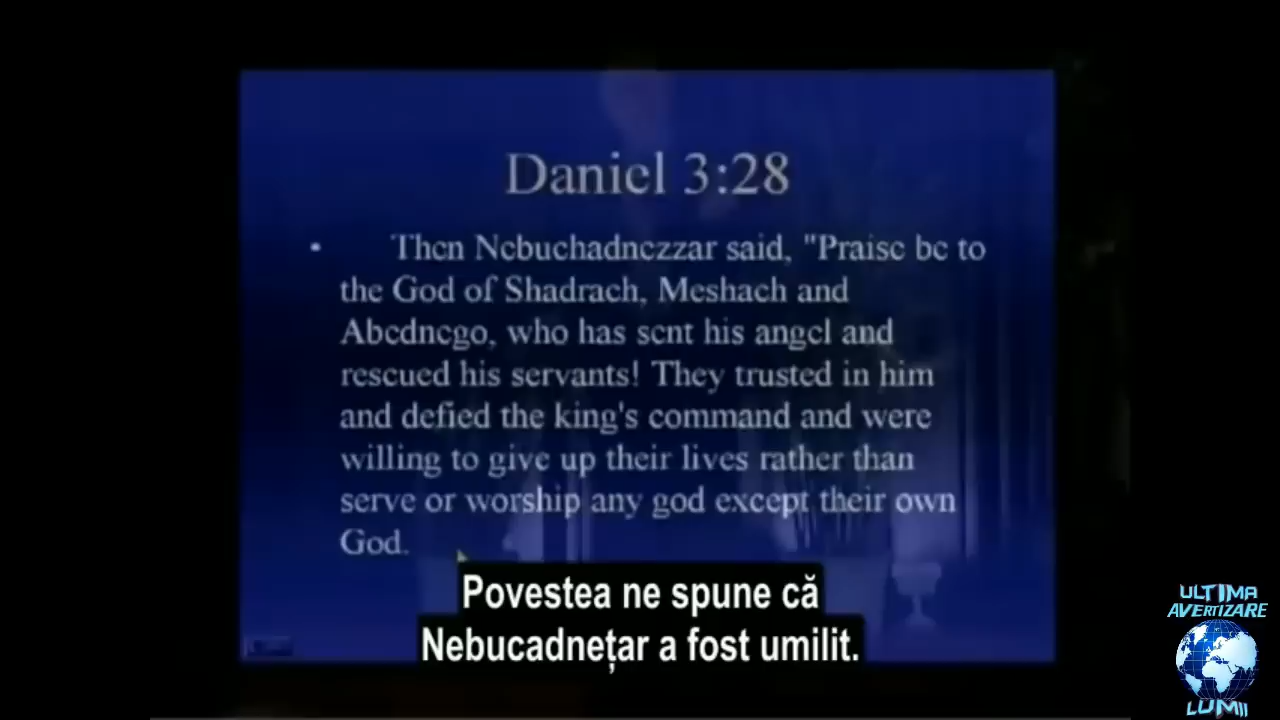 Daniel 3:28
• Then Nebuchadnezzar said, "Praise be to
the God of Shadrach, Meshach and
Abednego, who has sent his angel and
rescued his servants! They trusted in him
and defied the king's command and were
willing to give up their lives rather than
serve or worship any god except their own
God.
Povestea ne spune că
Nebucadnețar a fost umilit.
ULTIMA
AVERTIZARE
LUMII